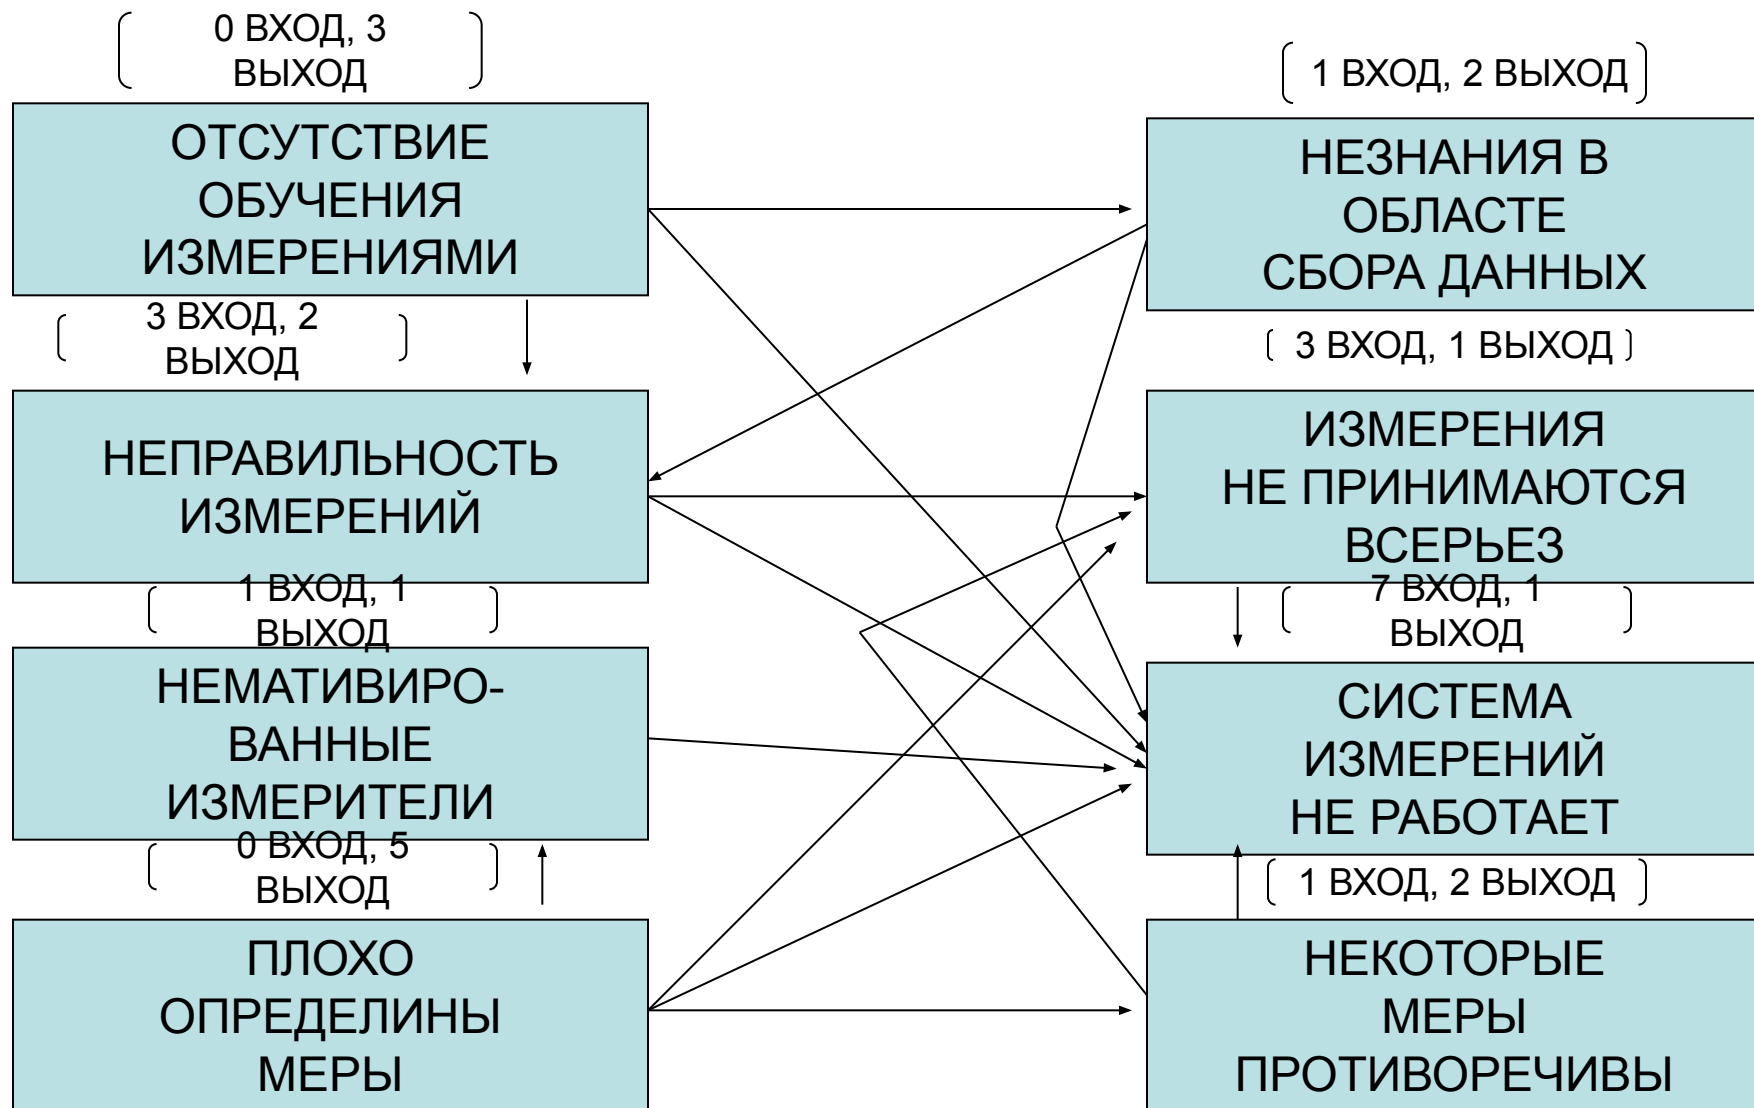 0 ВХОД, 3
ВЫХОД
ОТСУТСТВИЕ
ОБУЧЕНИЯ
ИЗМЕРЕНИЯМИ
3 ВХОД, 2
ВЫХОД
НЕПРАВИЛЬНОСТЬ
ИЗМЕРЕНИЙ
1 ВХОД, 1
ВЫХОД
НЕМАТИВИРО-
ВАННЫЕ
ИЗМЕРИТЕЛИ
0 ВХОД, 5
ВЫХОД
ПЛОХО
ОПРЕДЕЛИНЫ
МЕРЫ
1 ВХОД, 2 ВЫХОД
НЕЗНАНИЯ В
ОБЛАСТЕ
СБОРА ДАННЫХ
3 ВХОД, 1 ВЫХОД
ИЗМЕРЕНИЯ
НЕ ПРИНИМАЮТСЯ
ВСЕРЬЕЗ
7 ВХОД, 1
ВЫХОД
СИСТЕМА
ИЗМЕРЕНИЙ
НЕ РАБОТАЕТ
1 ВХОД, 2 ВЫХОД
НЕКОТОРЫЕ
МЕРЫ
ПРОТИВОРЕЧИВЫ